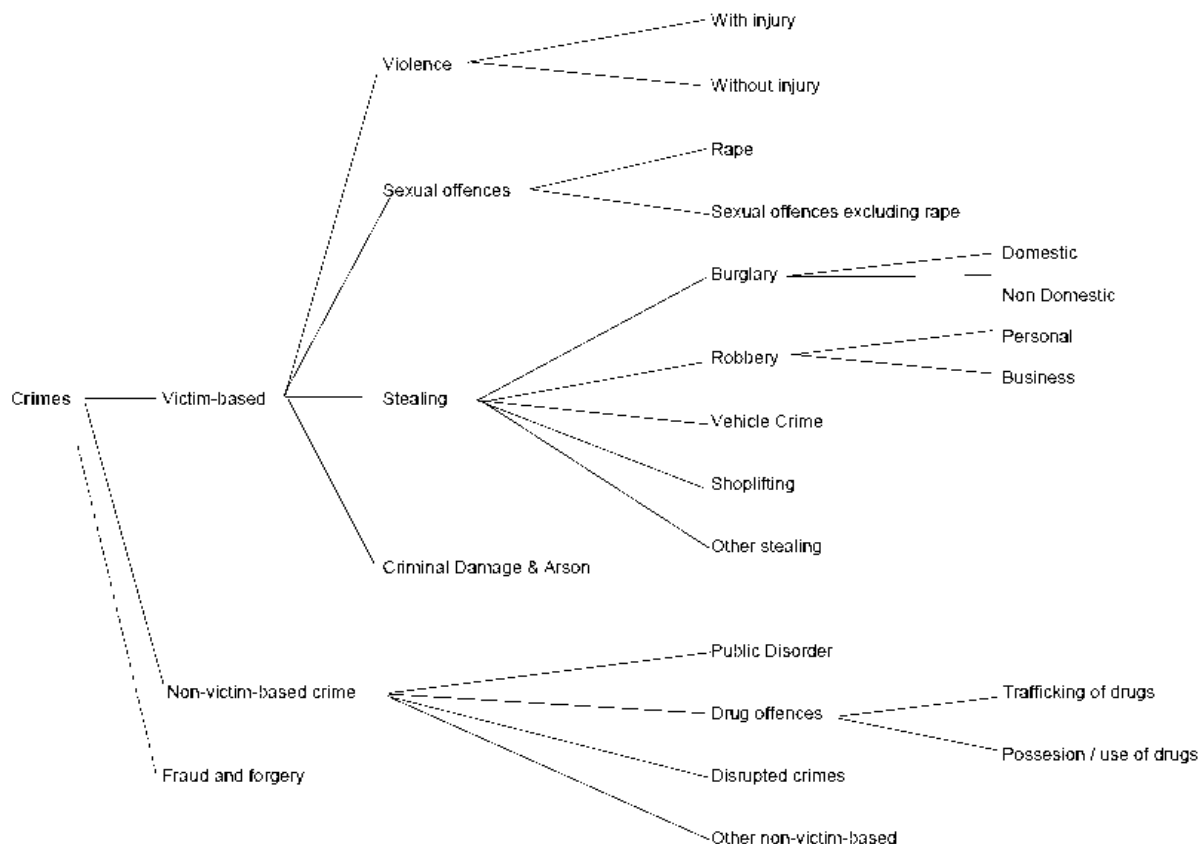 With injury
Violence
Without injury
Rape
Sexual offences
Sexual offences excluding rape
Domestic
Burglary
Non Domestic
Personal
Robbery
Business
Crimes
Victim-based
Stealing
Vehicle Crime
Shoplifting
Other stealing
Criminal Damage & Arson
Public Disorder
Non-victim-based crime
Trafficking of drugs
Drug offences
Possesion / use of drugs
Fraud and forgery
Disrupted crimes
Other non-victim-based